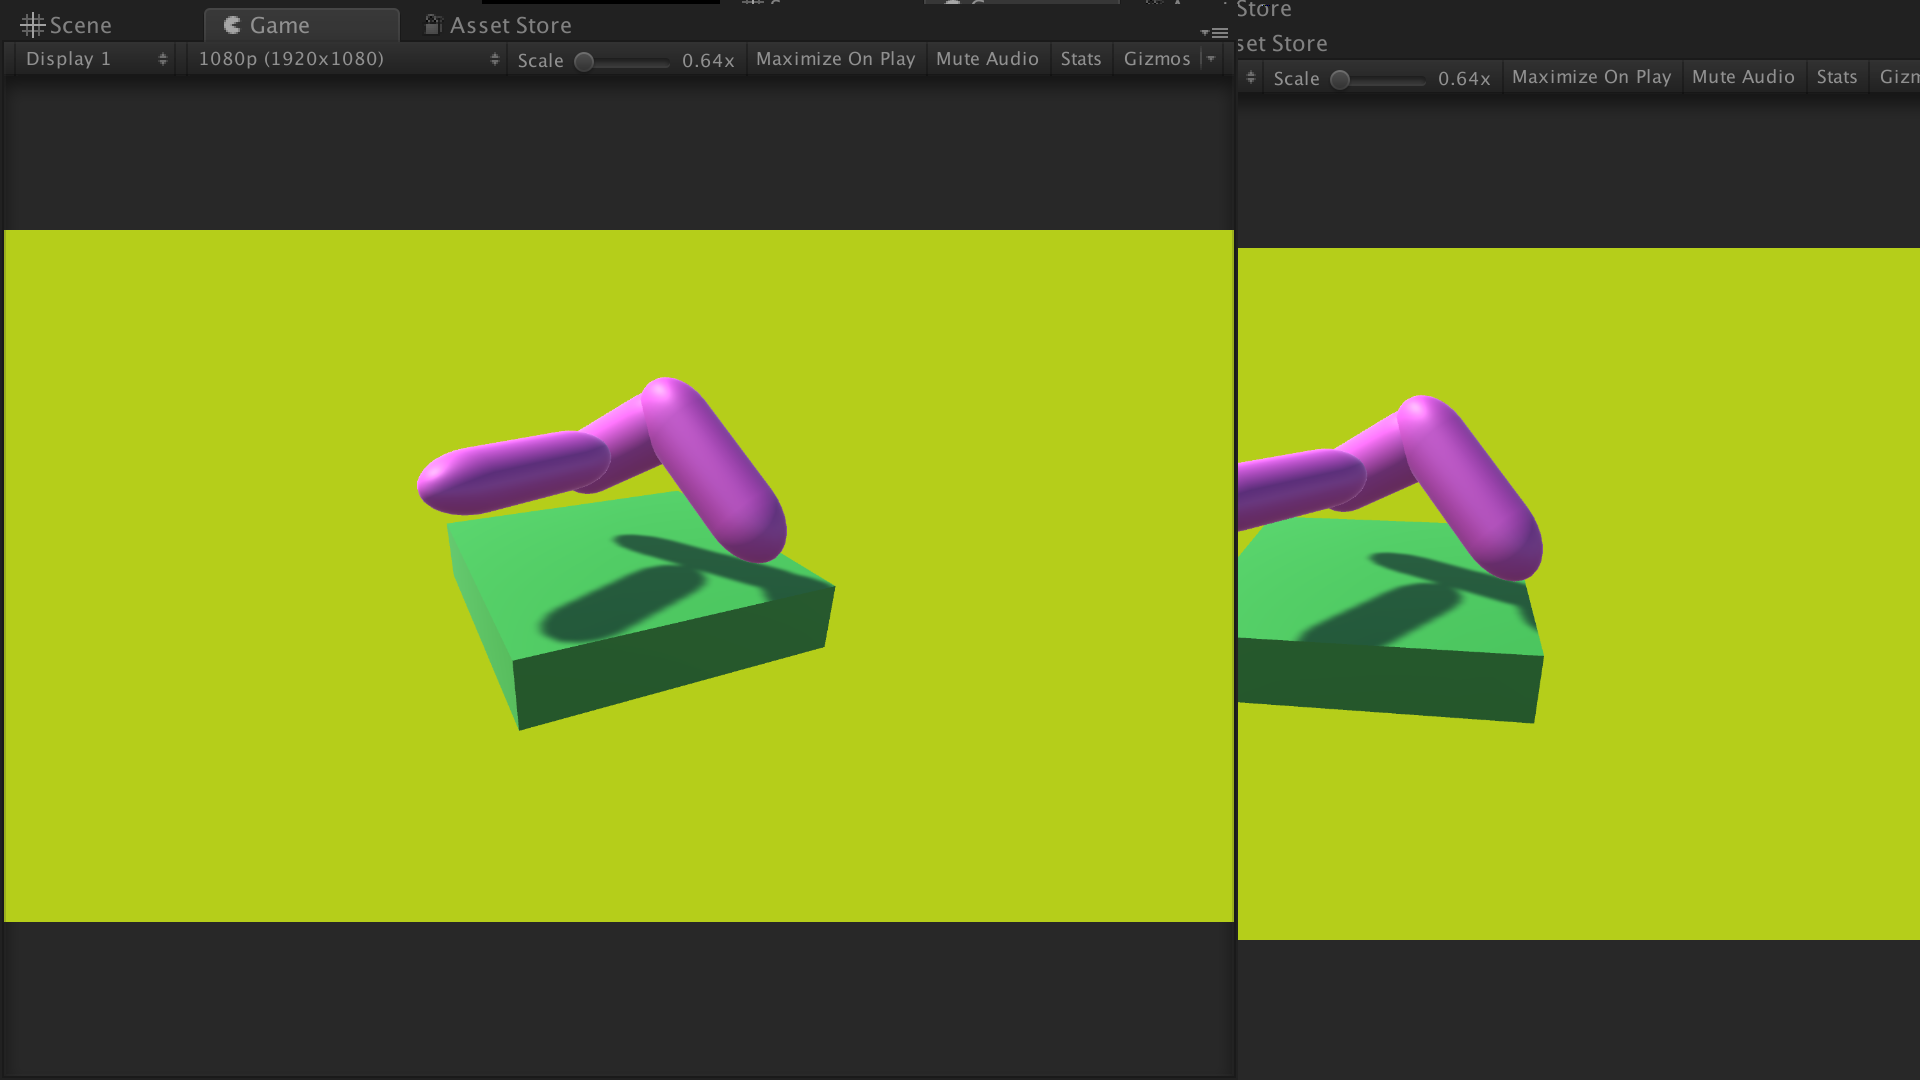 Scene Game Asset Store
Display 1 1080p (1920x1080) Scale 0.64x Maximize On Play Mute Audio Stats Gizmos
Store
set Store
Scale 0.64x Maximize On Play Mute Audio Stats Gizm